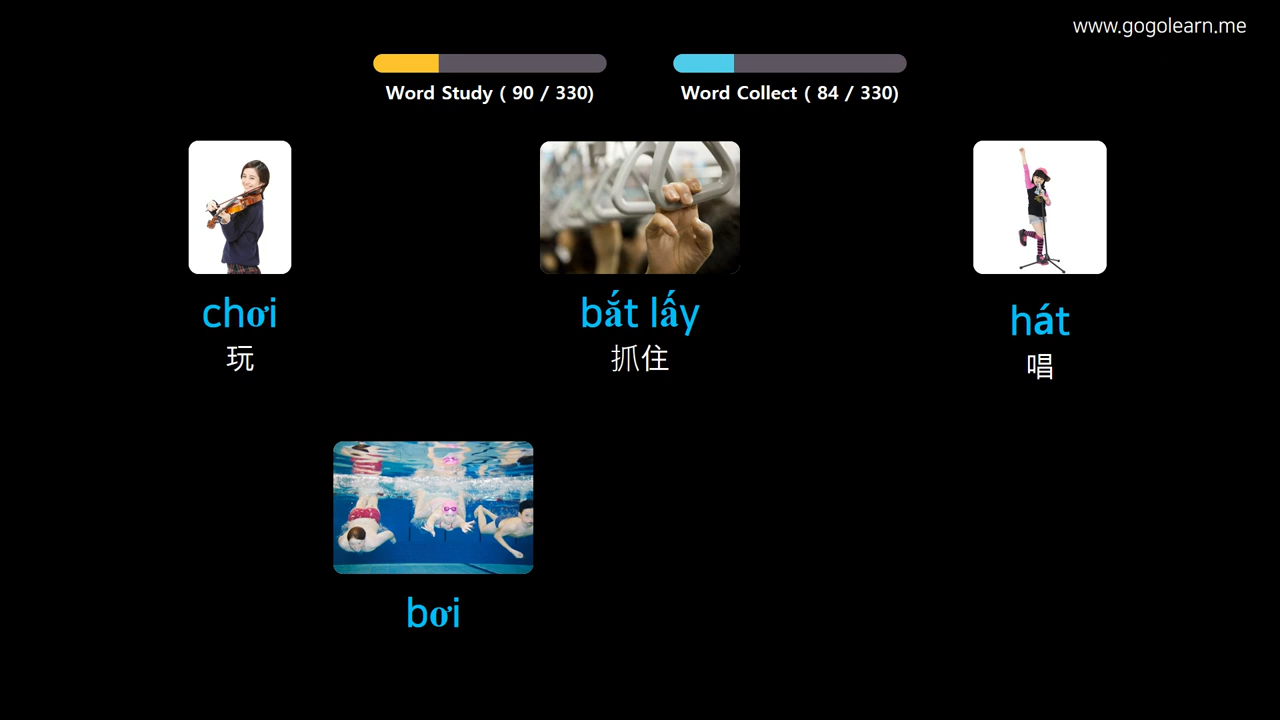 www.gogolearn.me
Word Study ( 90 / 330)
Word Collect ( 84 / 330)
chơi
玩
bắt lấy
抓住
hát
唱
bơi